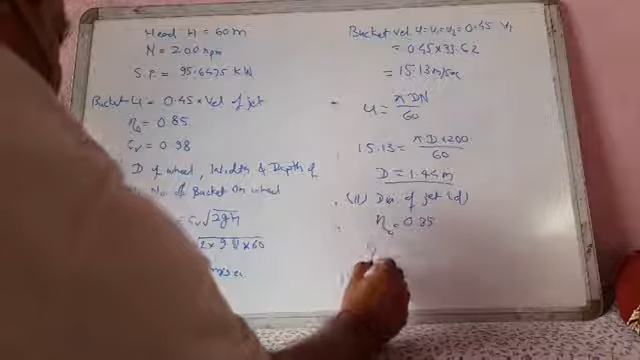 Head H = 60m
N = 200 rpm
S.P. = 95.6475 kW
Bucket u = 0.45 × Vel of jet
η₀ = 0.85
Cv = 0.98
D of wheel, Width & Depth of
No. of Bucket on wheel
= Cv √2gH
2 × 9.81 × 60
m/sec
Bucket Vel u = u₁ = u₂ = 0.45 V₁
= 0.45 × 33.62
= 15.13 m/sec
u = πDN / 60
15.13 = π D × 200 / 60
D = 1.44 m
(II) Dia. of jet (d)
η₀ = 0.85